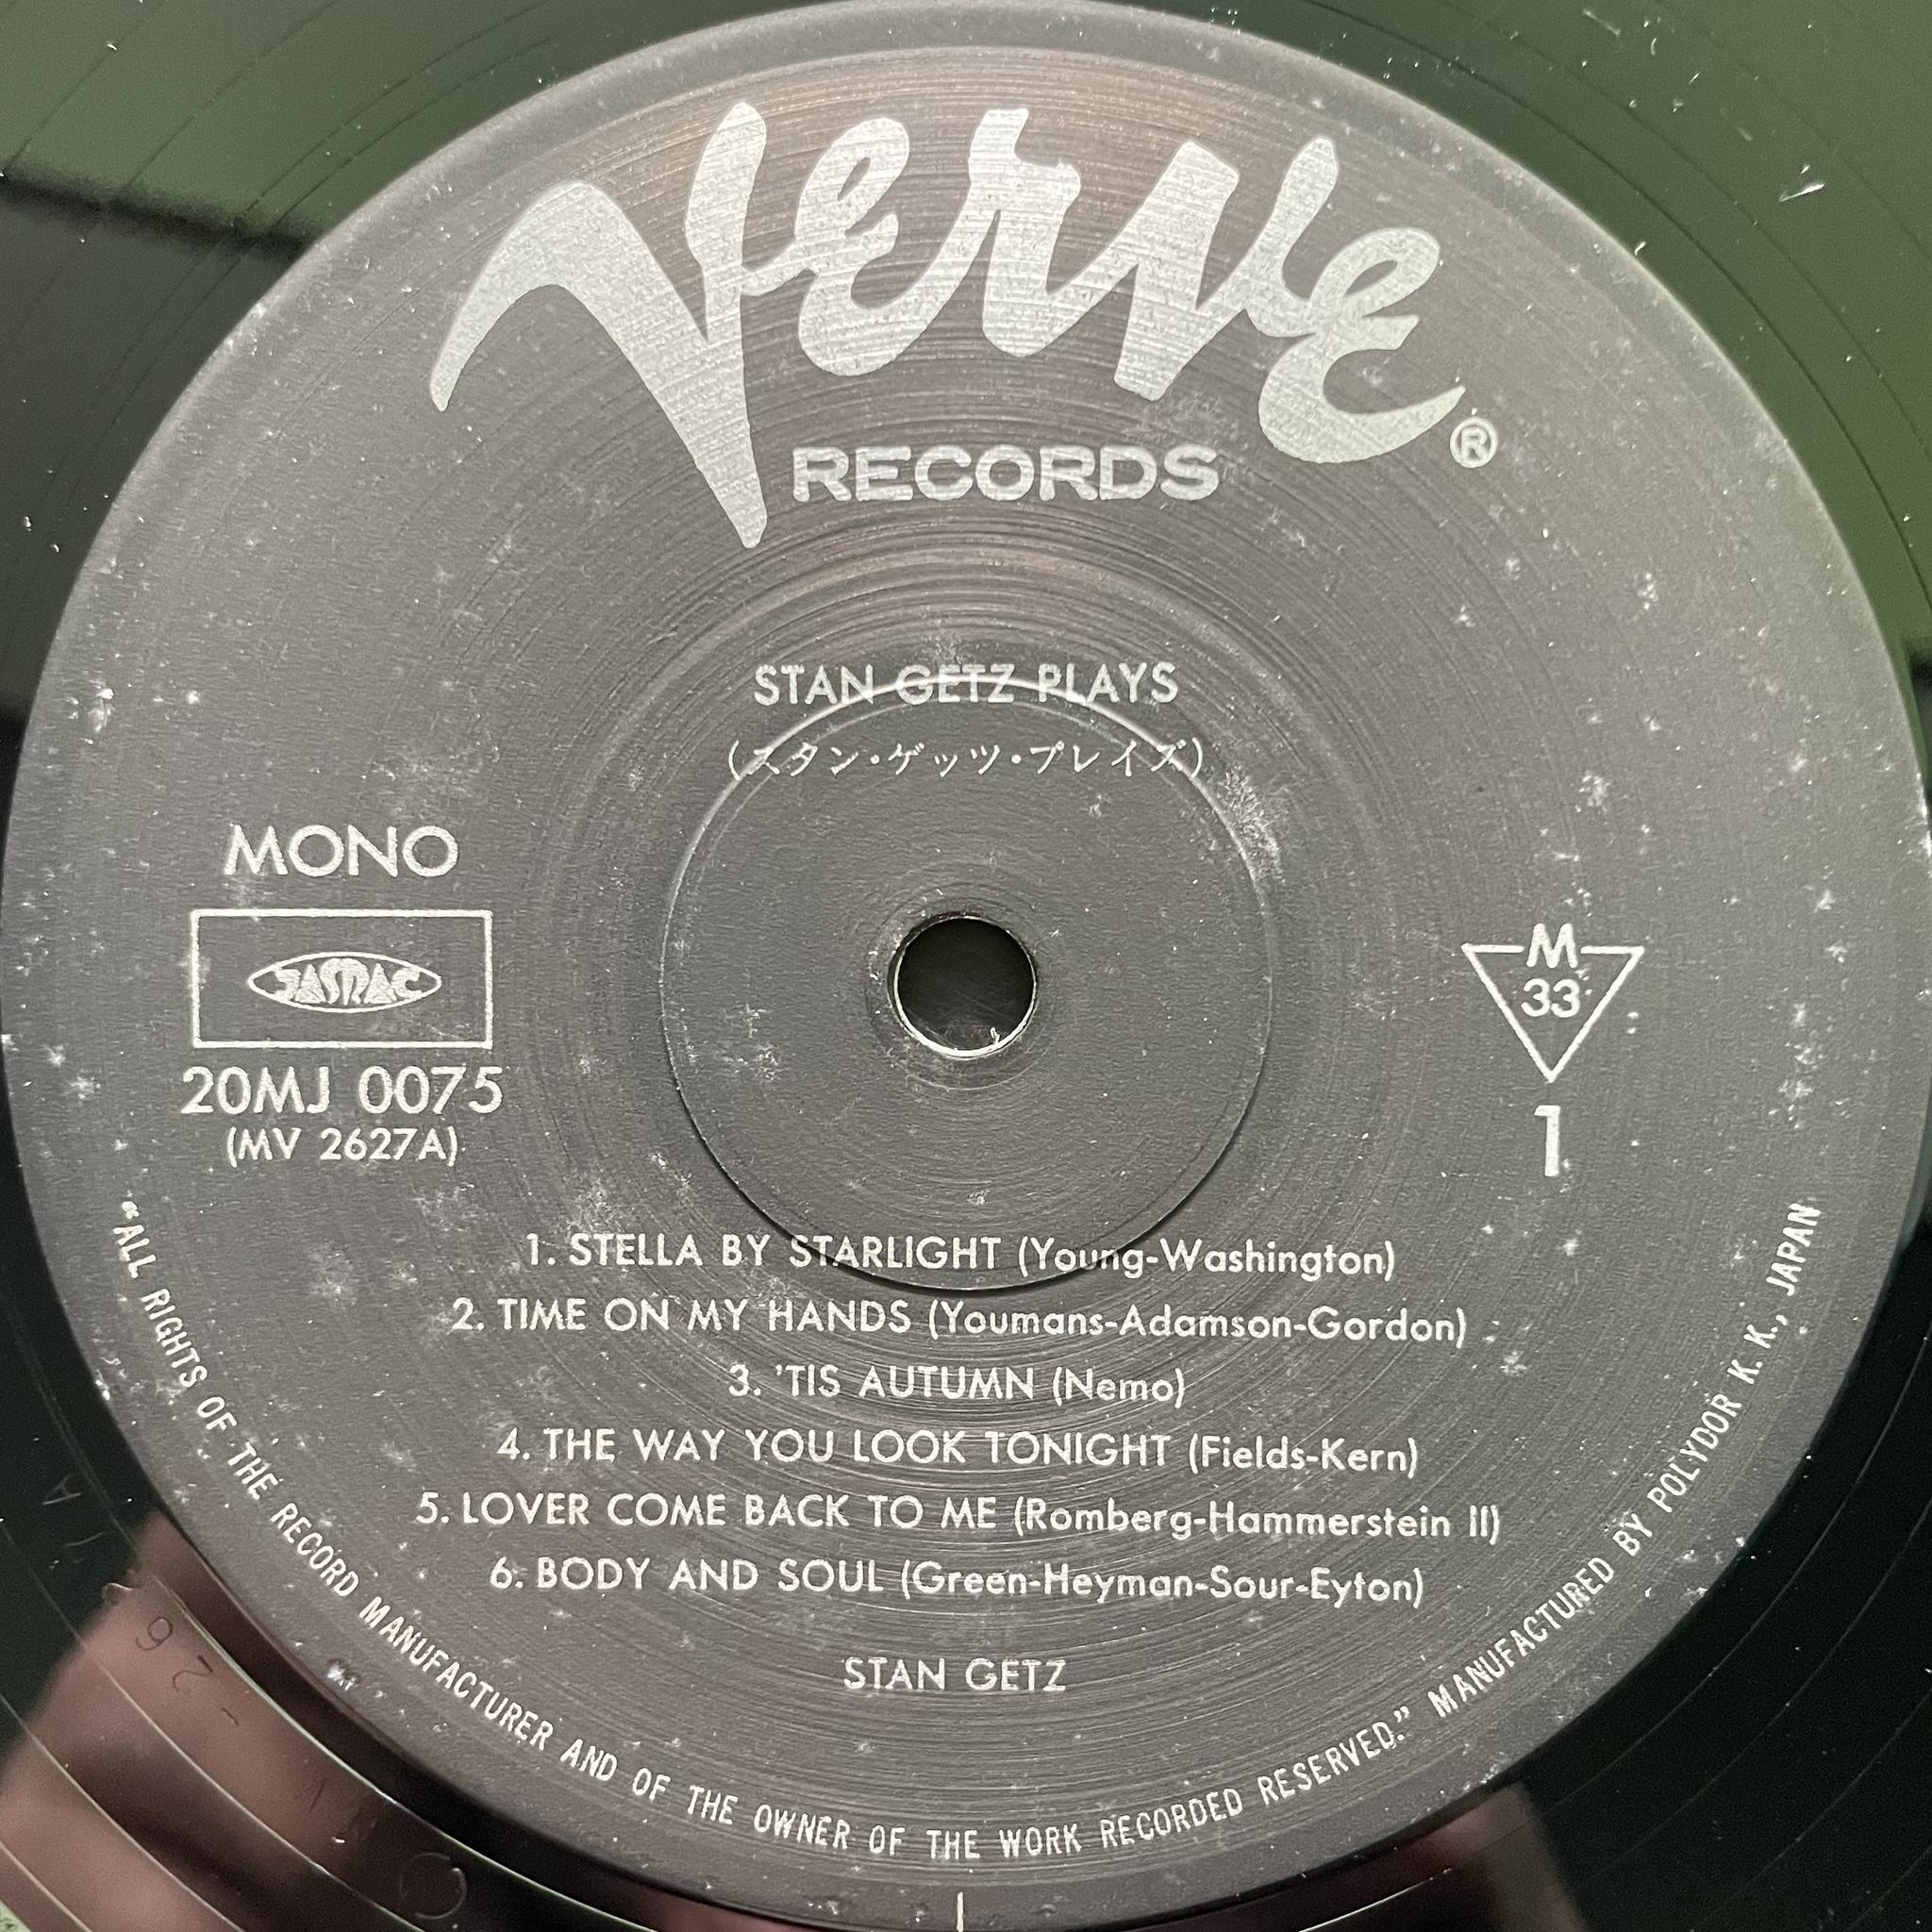 Verve®
RECORDS
STAN GETZ PLAYS
(スタン・ゲッツ・プレイズ)
MONO
JASRAC
20MJ 0075
(MV 2627A)
M
33
1
1. STELLA BY STARLIGHT (Young-Washington)
2. TIME ON MY HANDS (Youmans-Adamson-Gordon)
3. 'TIS AUTUMN (Nemo)
4. THE WAY YOU LOOK TONIGHT (Fields-Kern)
5. LOVER COME BACK TO ME (Romberg-Hammerstein II)
6. BODY AND SOUL (Green-Heyman-Sour-Eyton)
STAN GETZ
“ALL RIGHTS OF THE RECORD MANUFACTURER AND OF THE OWNER OF THE WORK RECORDED RESERVED.” MANUFACTURED BY POLYDOR K. K., JAPAN